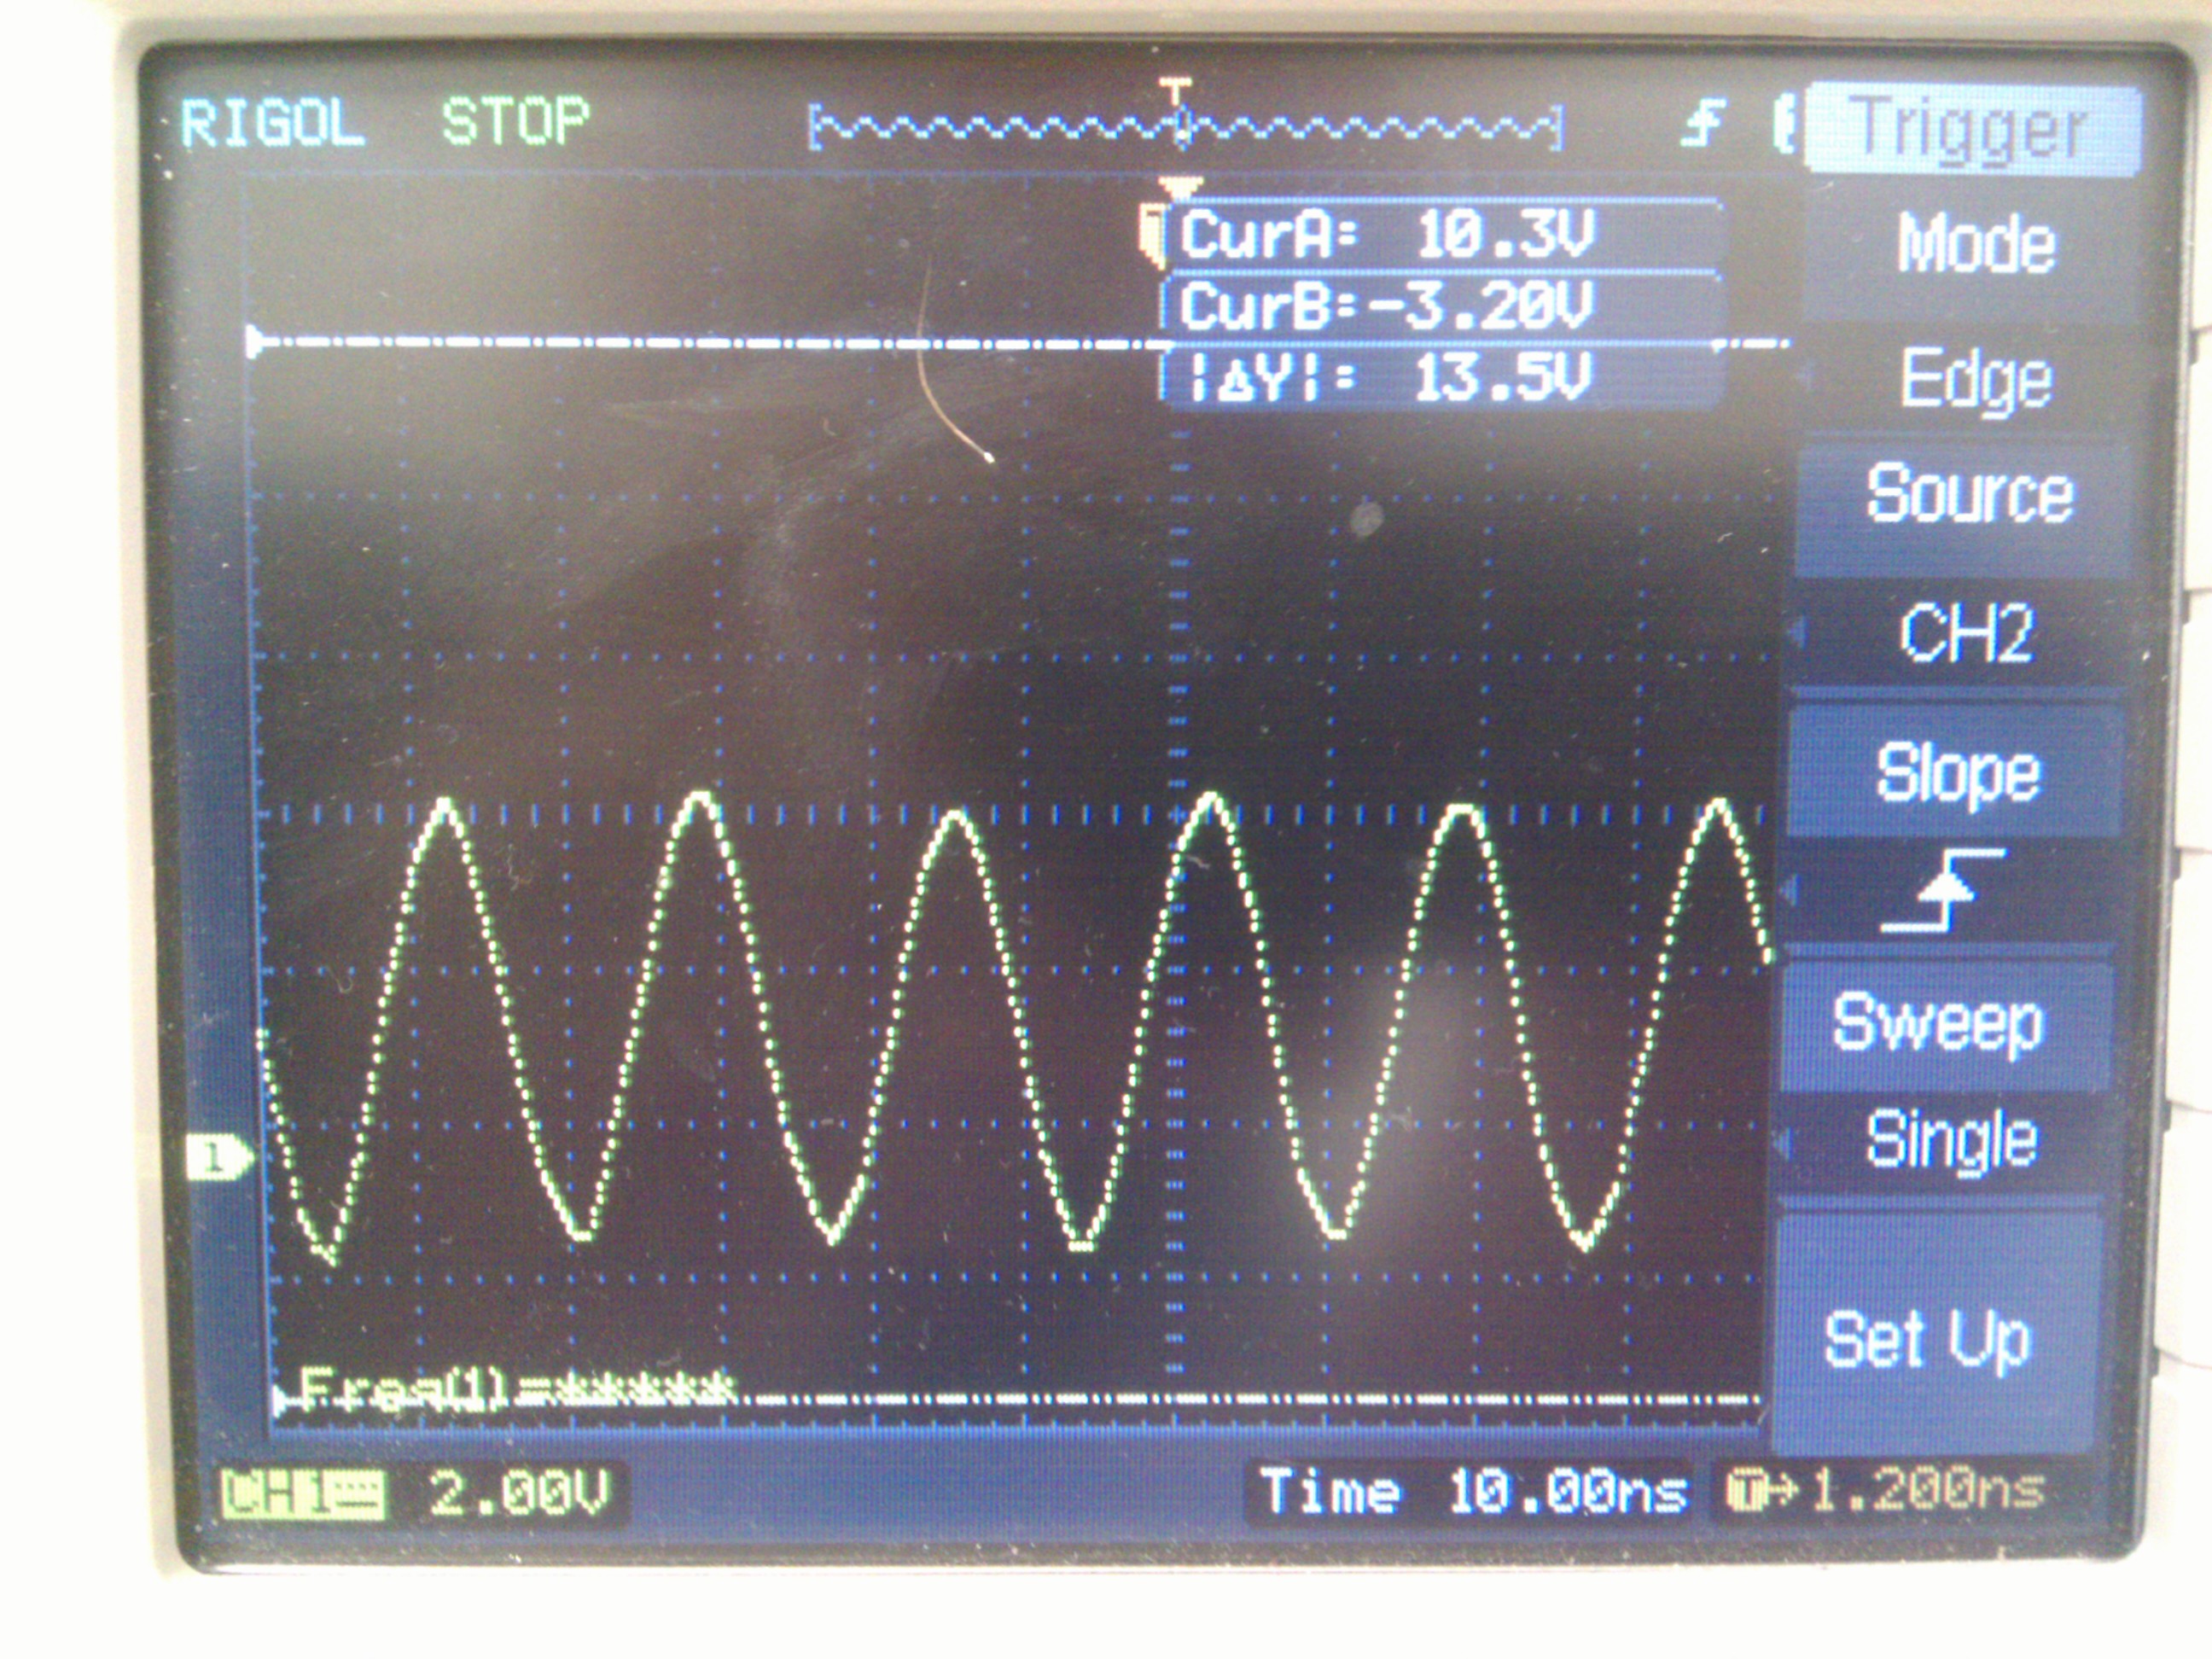 RIGOL STOP T Trigger
CurA: 10.3V
CurB:-3.20V
|ΔY|: 13.5V
Mode
Edge
Source
CH2
Slope
Sweep
Single
Set Up
1
Freq(1)=*****
CH1 2.00V Time 10.00ns T→1.200ns